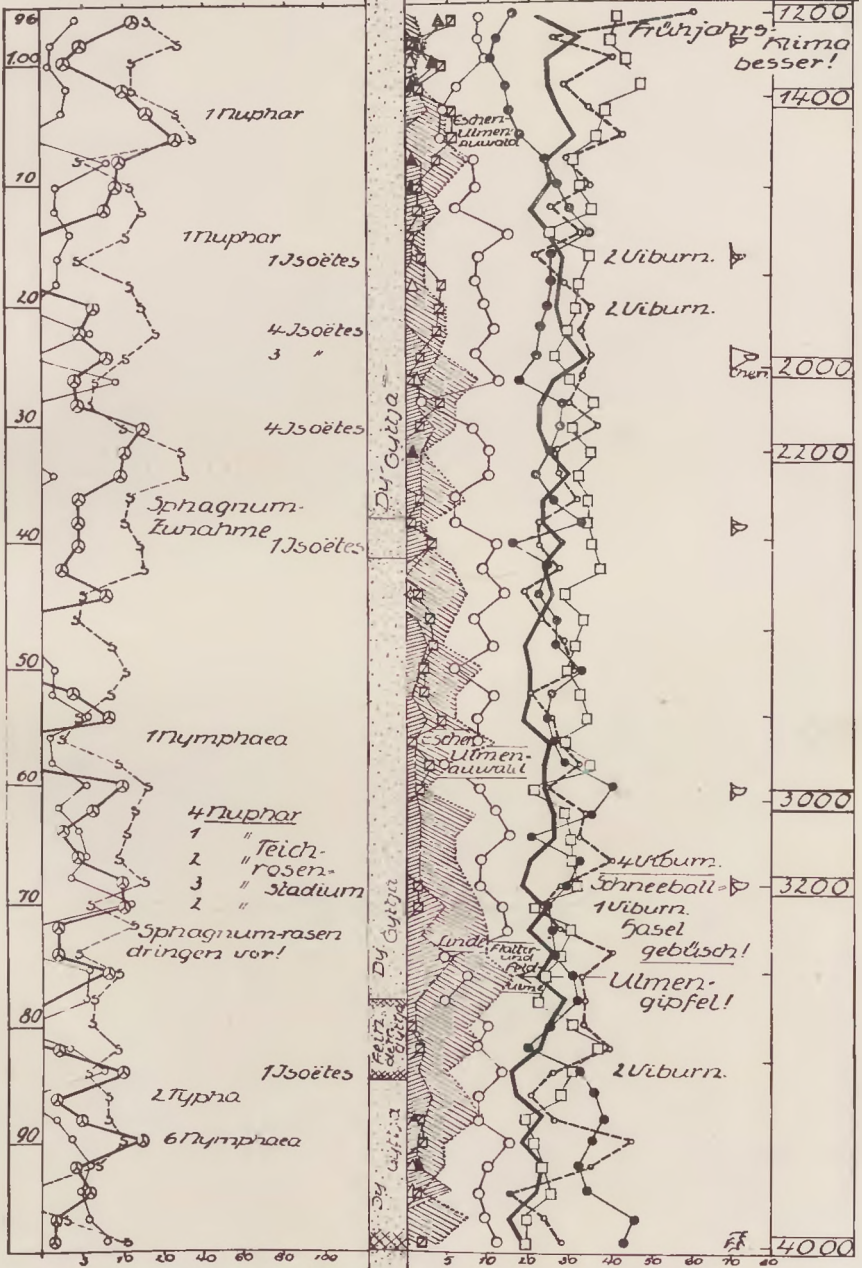 96
100
10
20
30
40
50
60
70
80
90
1 Nuphar
1 Nuphar
1 Isoëtes
4 Isoëtes
3 "
4 Isoëtes
Sphagnum-
Zunahme
1 Isoëtes
1 Nymphaea
4 Nuphar
1 "
2 " Teich-
3 " rosen-
2 " stadium
Sphagnum-rasen
dringen vor!
1 Isoëtes
2 Typha
6 Nymphaea
5 10 20 40 60 80 100
Dy-Gyttja
Dy. Gyttja
Dy. Gyttja
Eschen-
Ulmen-
auwald
Eschen
Ulmen-
auwald
Linde
Flatter-
und
Feld
ulme
Frühjahrs-
Klima
besser!
2 Viburn.
2 Viburn.
4 Viburn.
Schneeball-
1 Viburn.
Hasel
gebüsch!
Ulmen-
gipfel!
2 Viburn.
5 10 20 30 40 50 60 70 80
1200
1400
2000
2200
3000
3200
4000